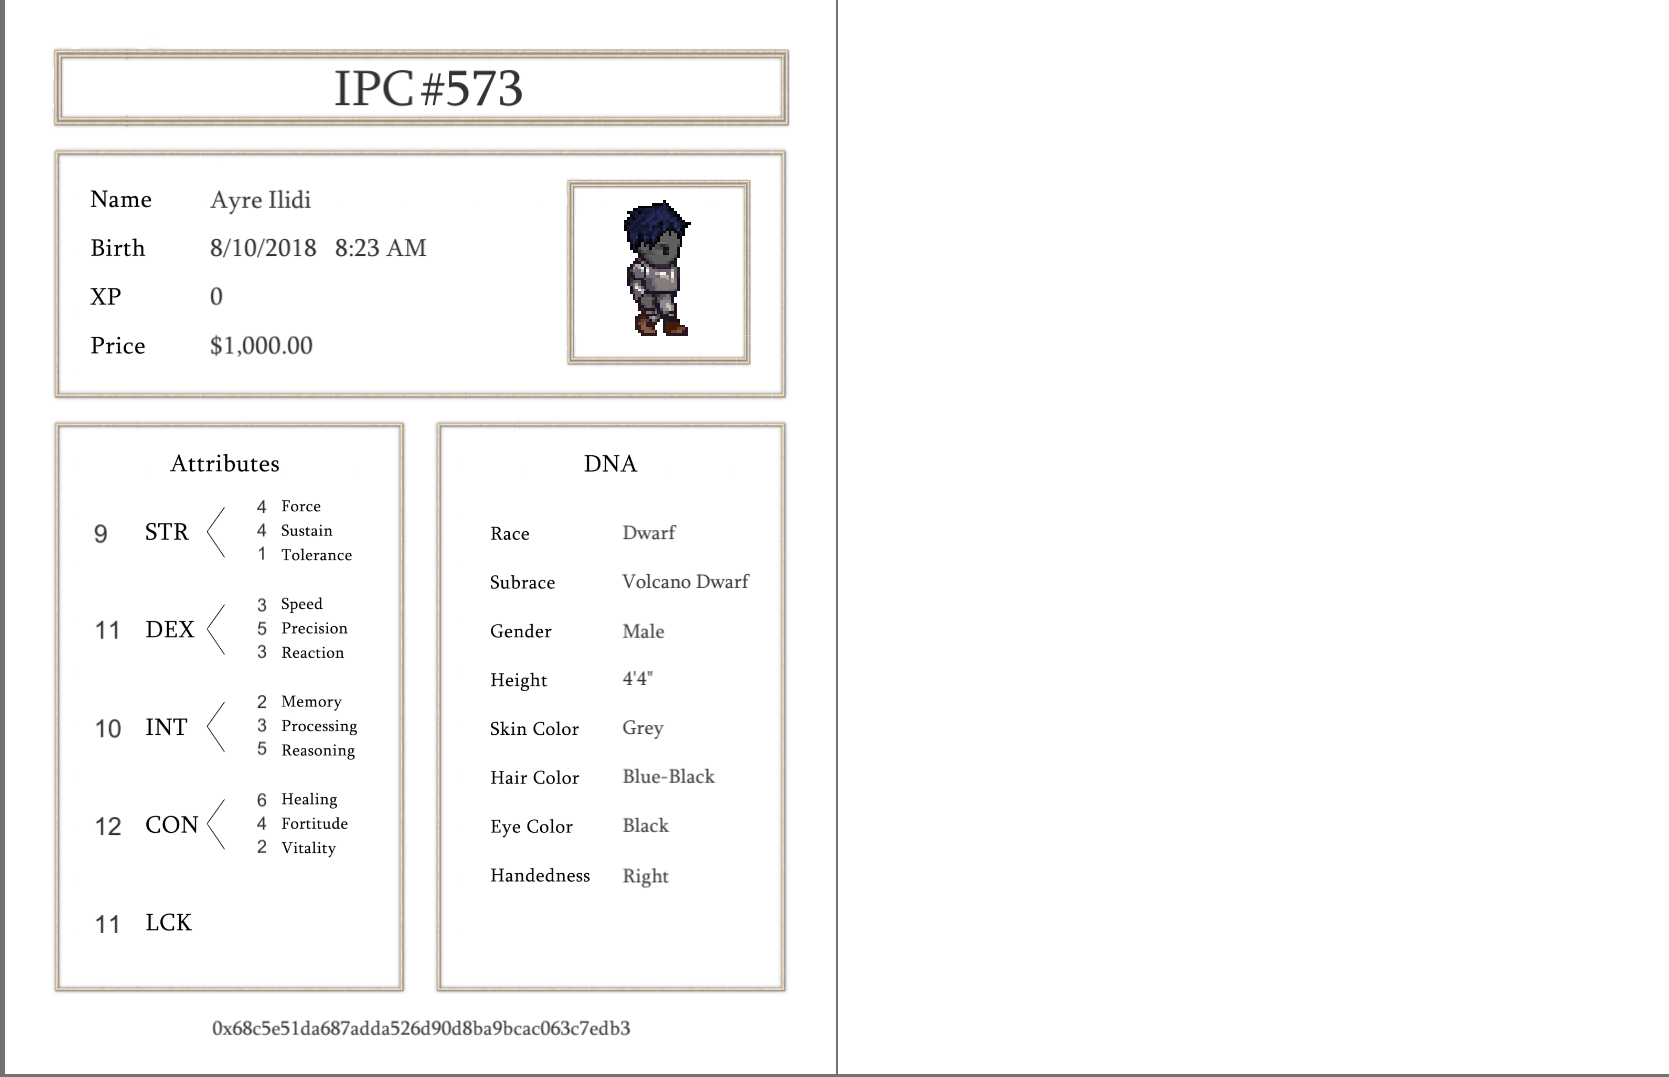 IPC #573
Name Ayre Ilidi
Birth 8/10/2018 8:23 AM
XP 0
Price $1,000.00
Attributes
9 STR
4 Force
4 Sustain
1 Tolerance
11 DEX
3 Speed
5 Precision
3 Reaction
10 INT
2 Memory
3 Processing
5 Reasoning
12 CON
6 Healing
4 Fortitude
2 Vitality
11 LCK
DNA
Race Dwarf
Subrace Volcano Dwarf
Gender Male
Height 4'4"
Skin Color Grey
Hair Color Blue-Black
Eye Color Black
Handedness Right
0x68c5e51da687adda526d90d8ba9bcac063c7edb3